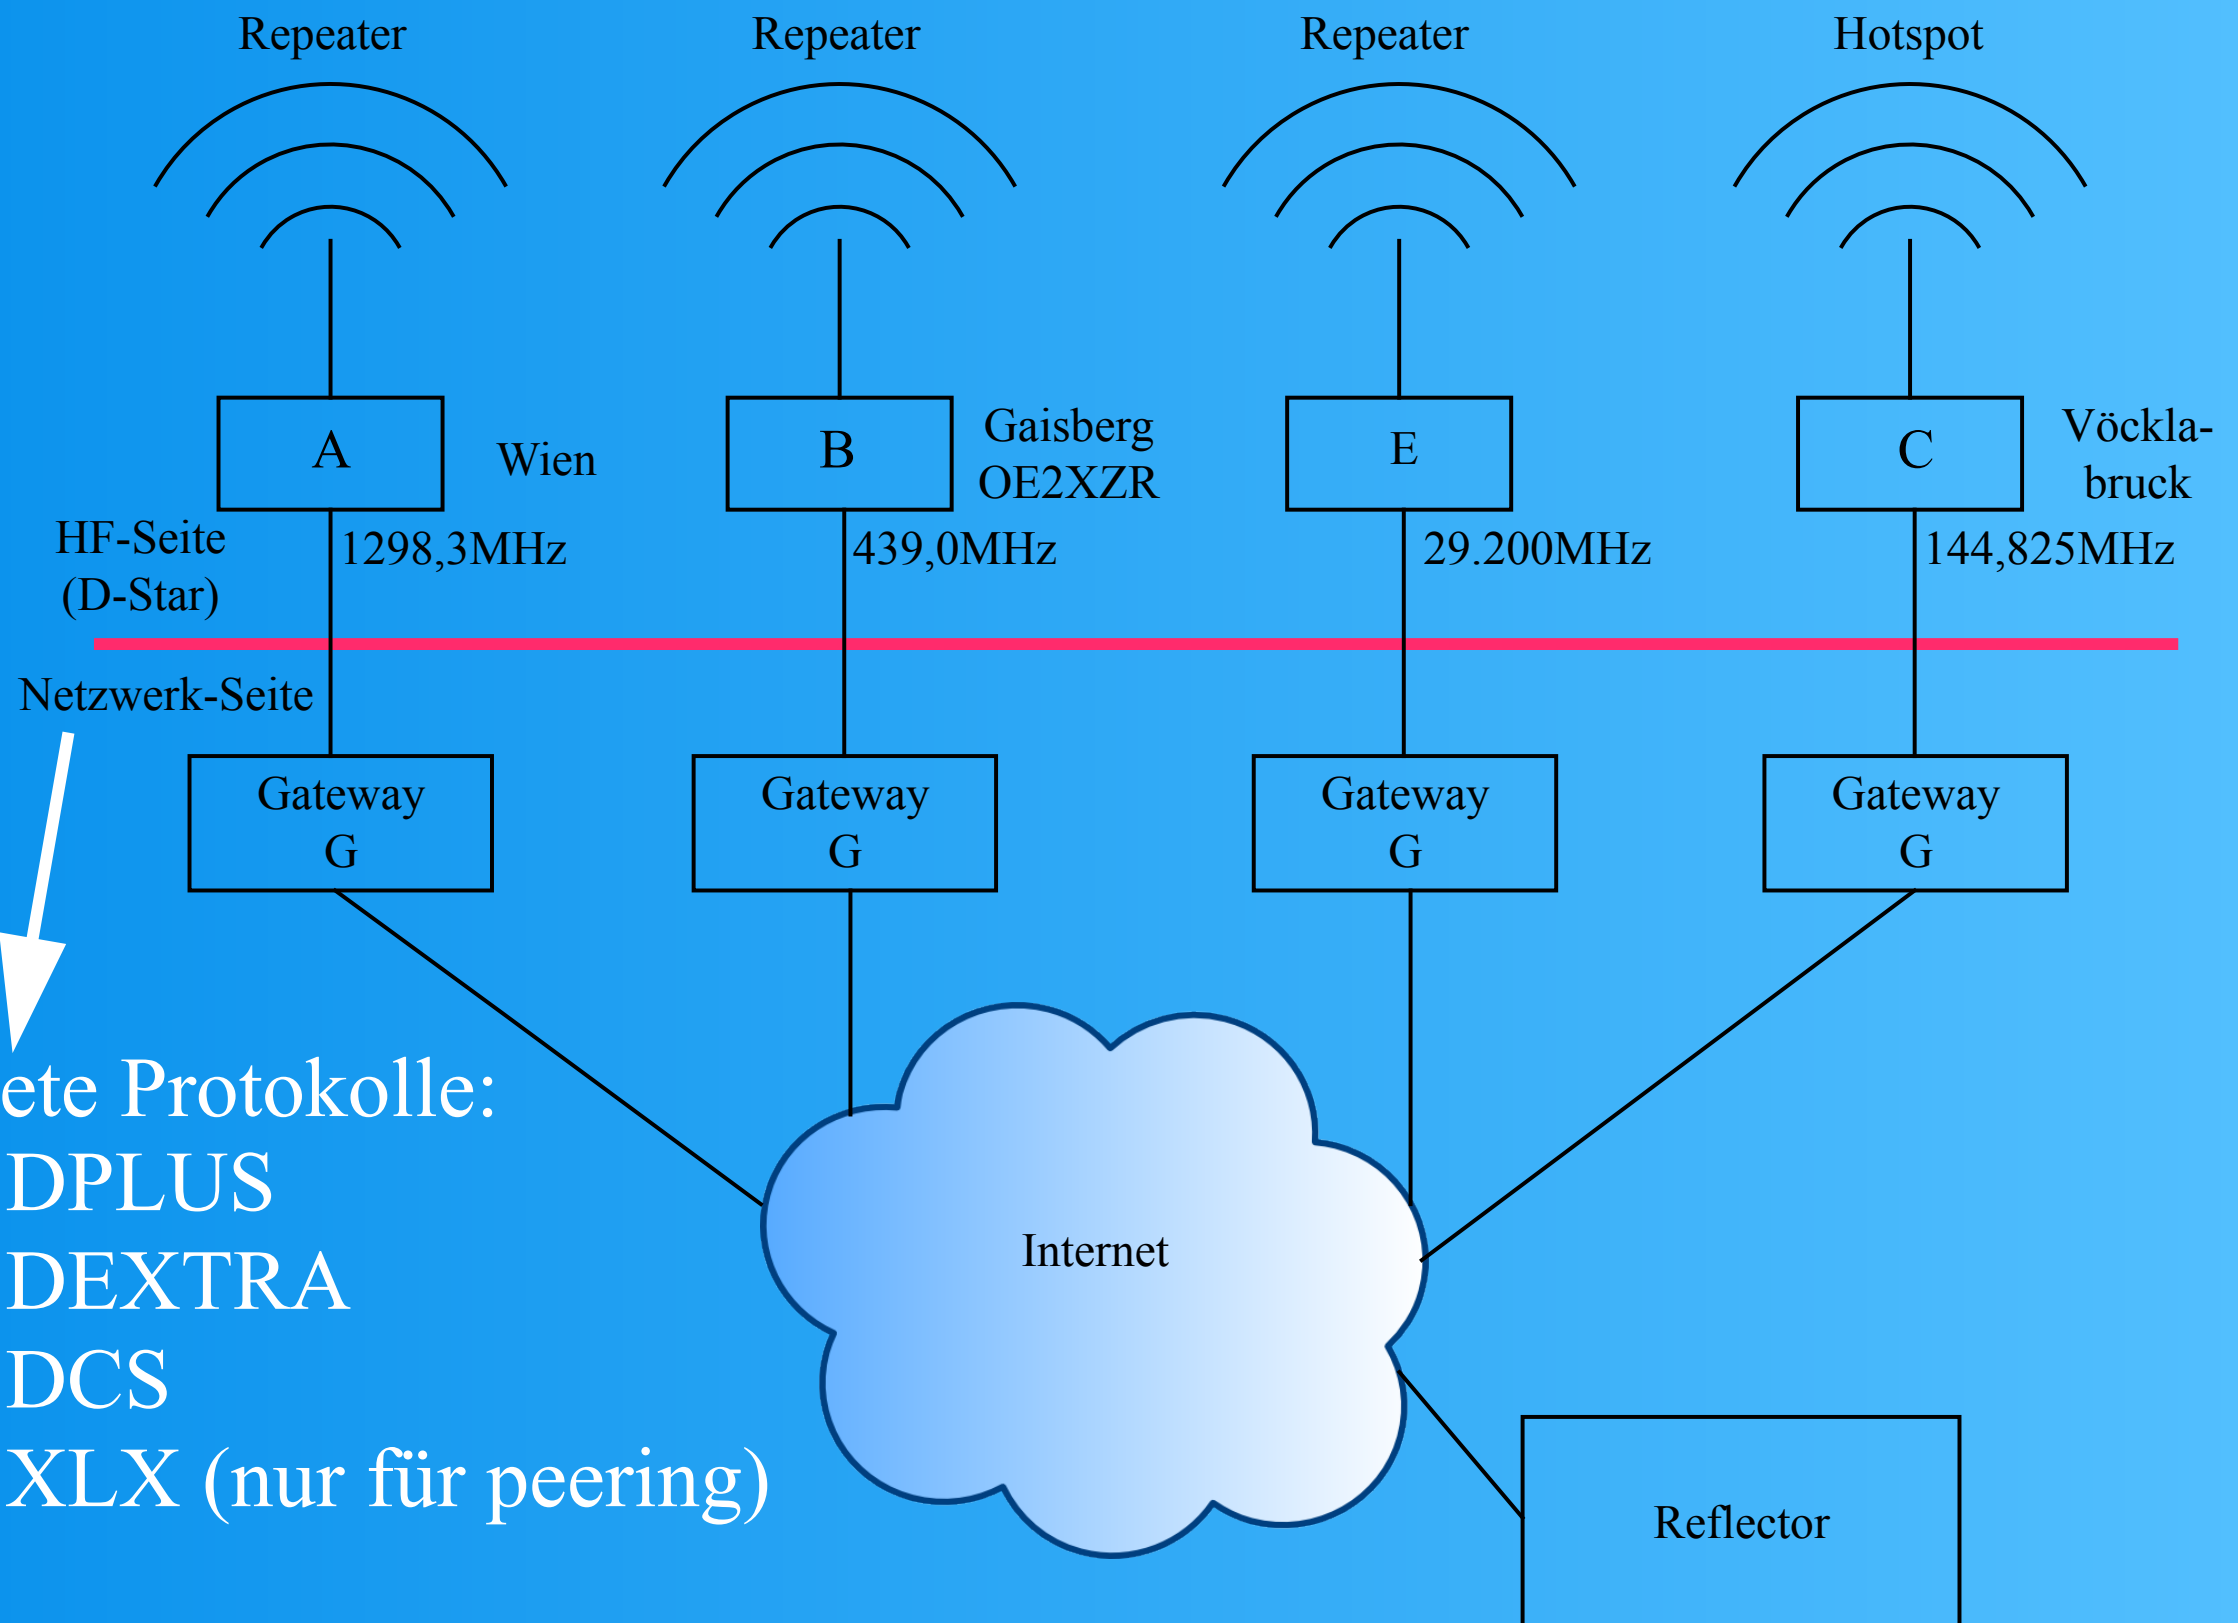 Repeater
Repeater
Repeater
Hotspot
A
Wien
B
Gaisberg
OE2XZR
E
C
Vöckla-
bruck
HF-Seite
(D-Star)
1298,3MHz
439,0MHz
29.200MHz
144,825MHz
Netzwerk-Seite
Gateway
G
Gateway
G
Gateway
G
Gateway
G
ete Protokolle:
DPLUS
DEXTRA
DCS
XLX (nur für peering)
Internet
Reflector